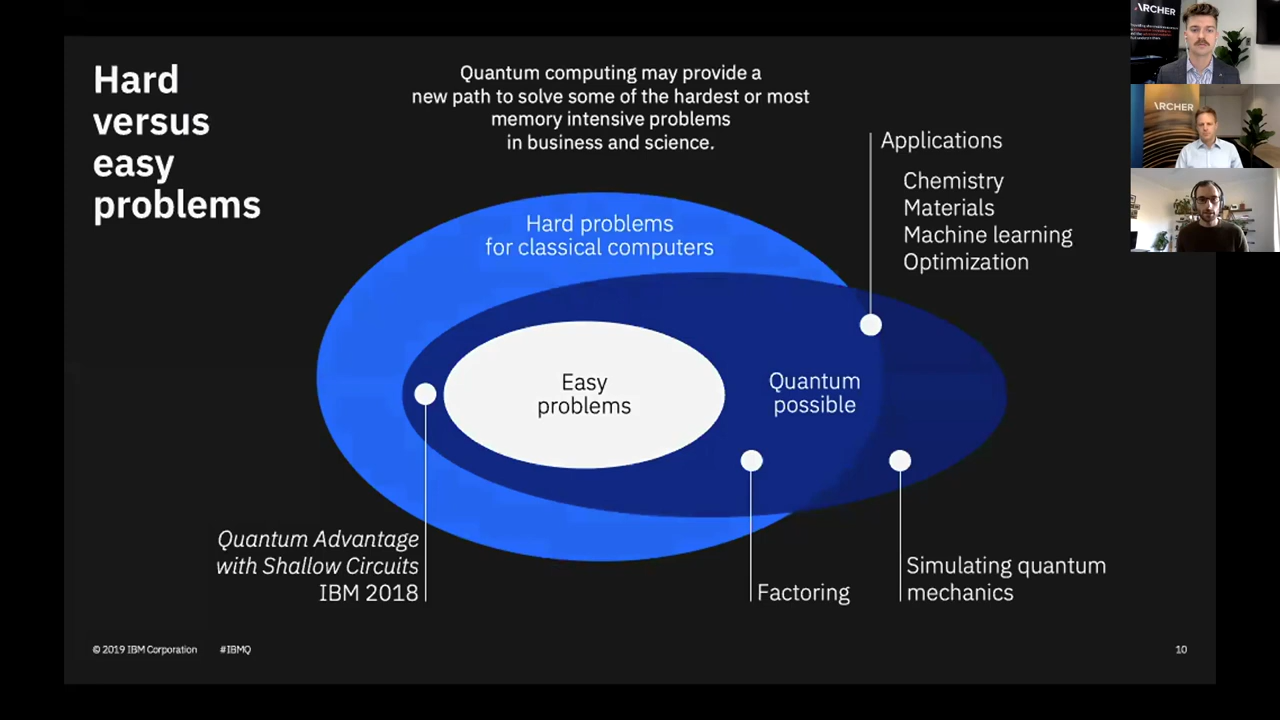 Hard
versus
easy
problems
Quantum computing may provide a
new path to solve some of the hardest or most
memory intensive problems
in business and science.
Applications
Chemistry
Materials
Machine learning
Optimization
Hard problems
for classical computers
Easy
problems
Quantum
possible
Quantum Advantage
with Shallow Circuits
IBM 2018
Factoring
Simulating quantum
mechanics
© 2019 IBM Corporation
#IBMQ
10
ARCHER
ARCHER